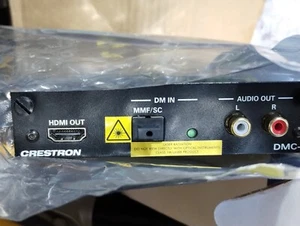 DM IN
AUDIO OUT
HDMI OUT
MMF/SC
L
R
CRESTRON
DMC-